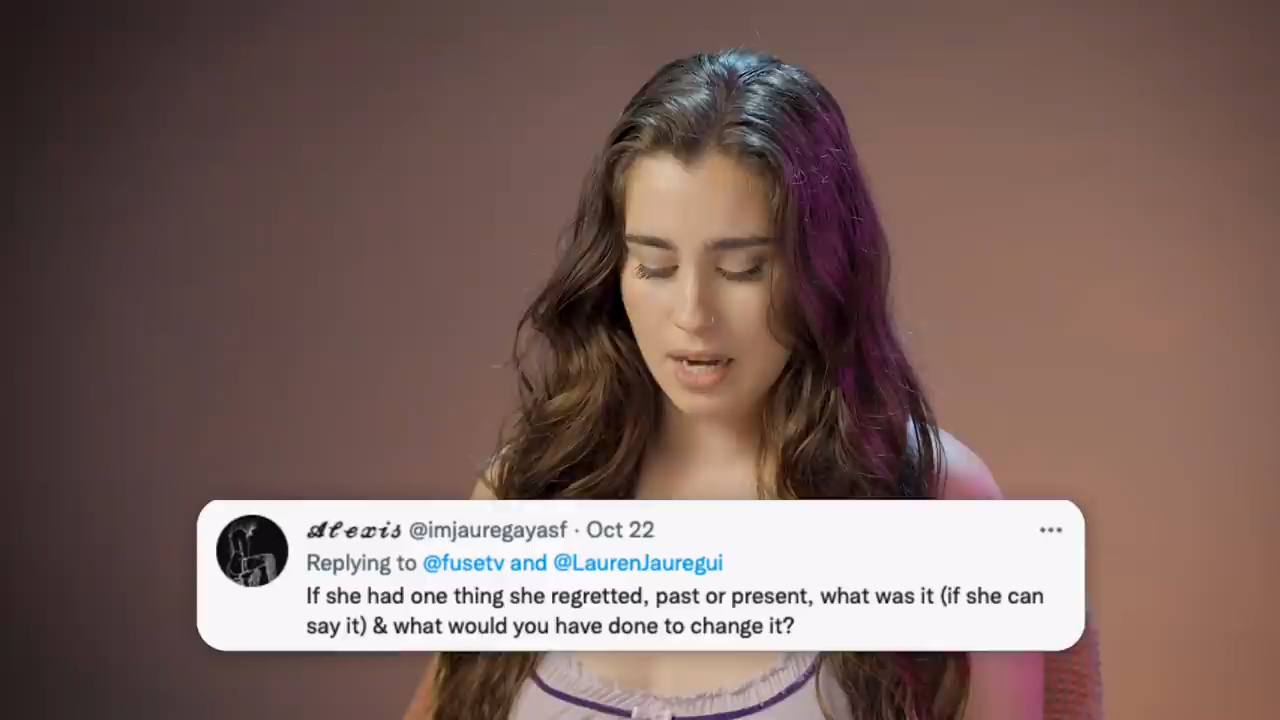 Alexis @imjauregayasf · Oct 22
Replying to @fusetv and @LaurenJauregui
If she had one thing she regretted, past or present, what was it (if she can
say it) & what would you have done to change it?